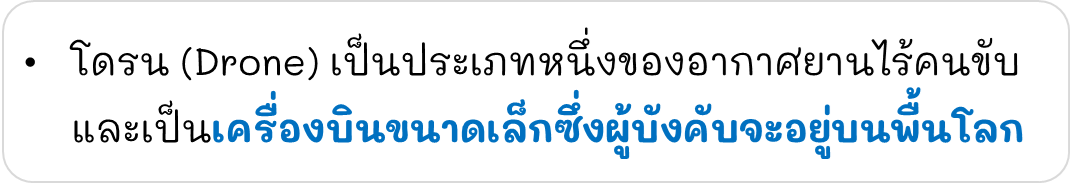 • โดรน (Drone) เป็นประเภทหนึ่งของอากาศยานไร้คนขับ
และเป็นเครื่องบินขนาดเล็กซึ่งผู้บังคับจะอยู่บนพื้นโลก